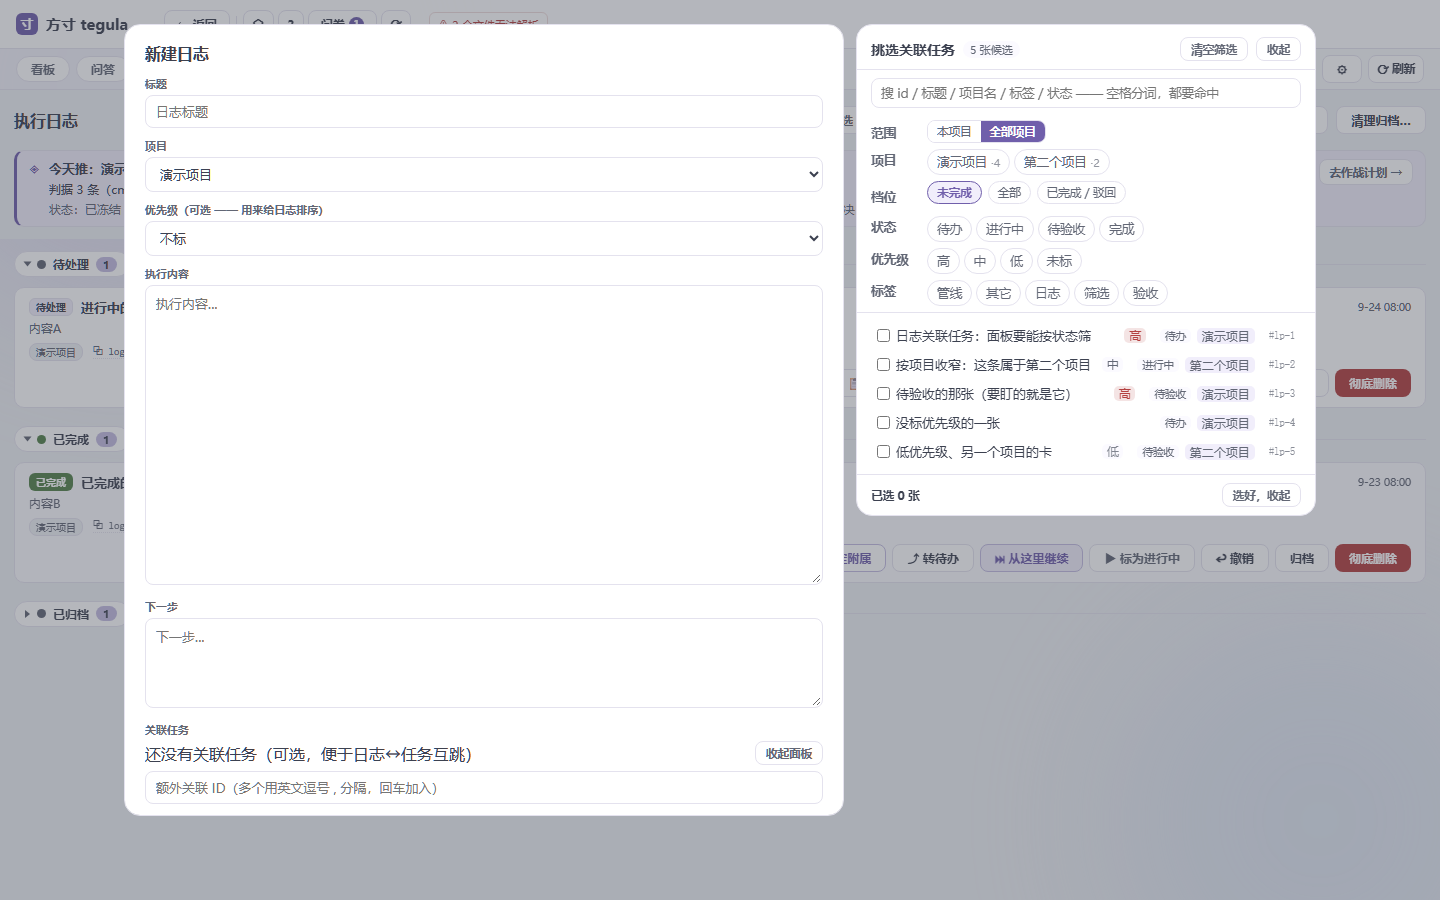 方寸 tegula
返回
问卷 1
看板
问答
刷新
执行日志
清理归档…
今天推：演示
判据 3 条（cm
状态：已冻结
去作战计划 →
待处理 1
待处理 进行中的
内容A
演示项目 log
9-24 08:00
彻底删除
已完成 1
已完成 已完成的
内容B
演示项目 log
9-23 08:00
附属
转待办
从这里继续
标为进行中
撤销
归档
彻底删除
已归档 1
新建日志
标题
日志标题
项目
演示项目
优先级（可选 —— 用来给日志排序）
不标
执行内容
执行内容…
下一步
下一步…
关联任务
还没有关联任务（可选，便于日志↔任务互跳）
收起面板
额外关联 ID（多个用英文逗号 , 分隔，回车加入）
挑选关联任务 5 张候选 清空筛选 收起
搜 id / 标题 / 项目名 / 标签 / 状态 —— 空格分词，都要命中
范围 本项目 全部项目
项目 演示项目 ·4 第二个项目 ·2
档位 未完成 全部 已完成 / 驳回
状态 待办 进行中 待验收 完成
优先级 高 中 低 未标
标签 管线 其它 日志 筛选 验收
日志关联任务：面板要能按状态筛 高 待办 演示项目 #lp-1
按项目收窄：这条属于第二个项目 中 进行中 第二个项目 #lp-2
待验收的那张（要盯的就是它） 高 待验收 演示项目 #lp-3
没标优先级的一张 待办 演示项目 #lp-4
低优先级、另一个项目的卡 低 待验收 第二个项目 #lp-5
已选 0 张 选好，收起